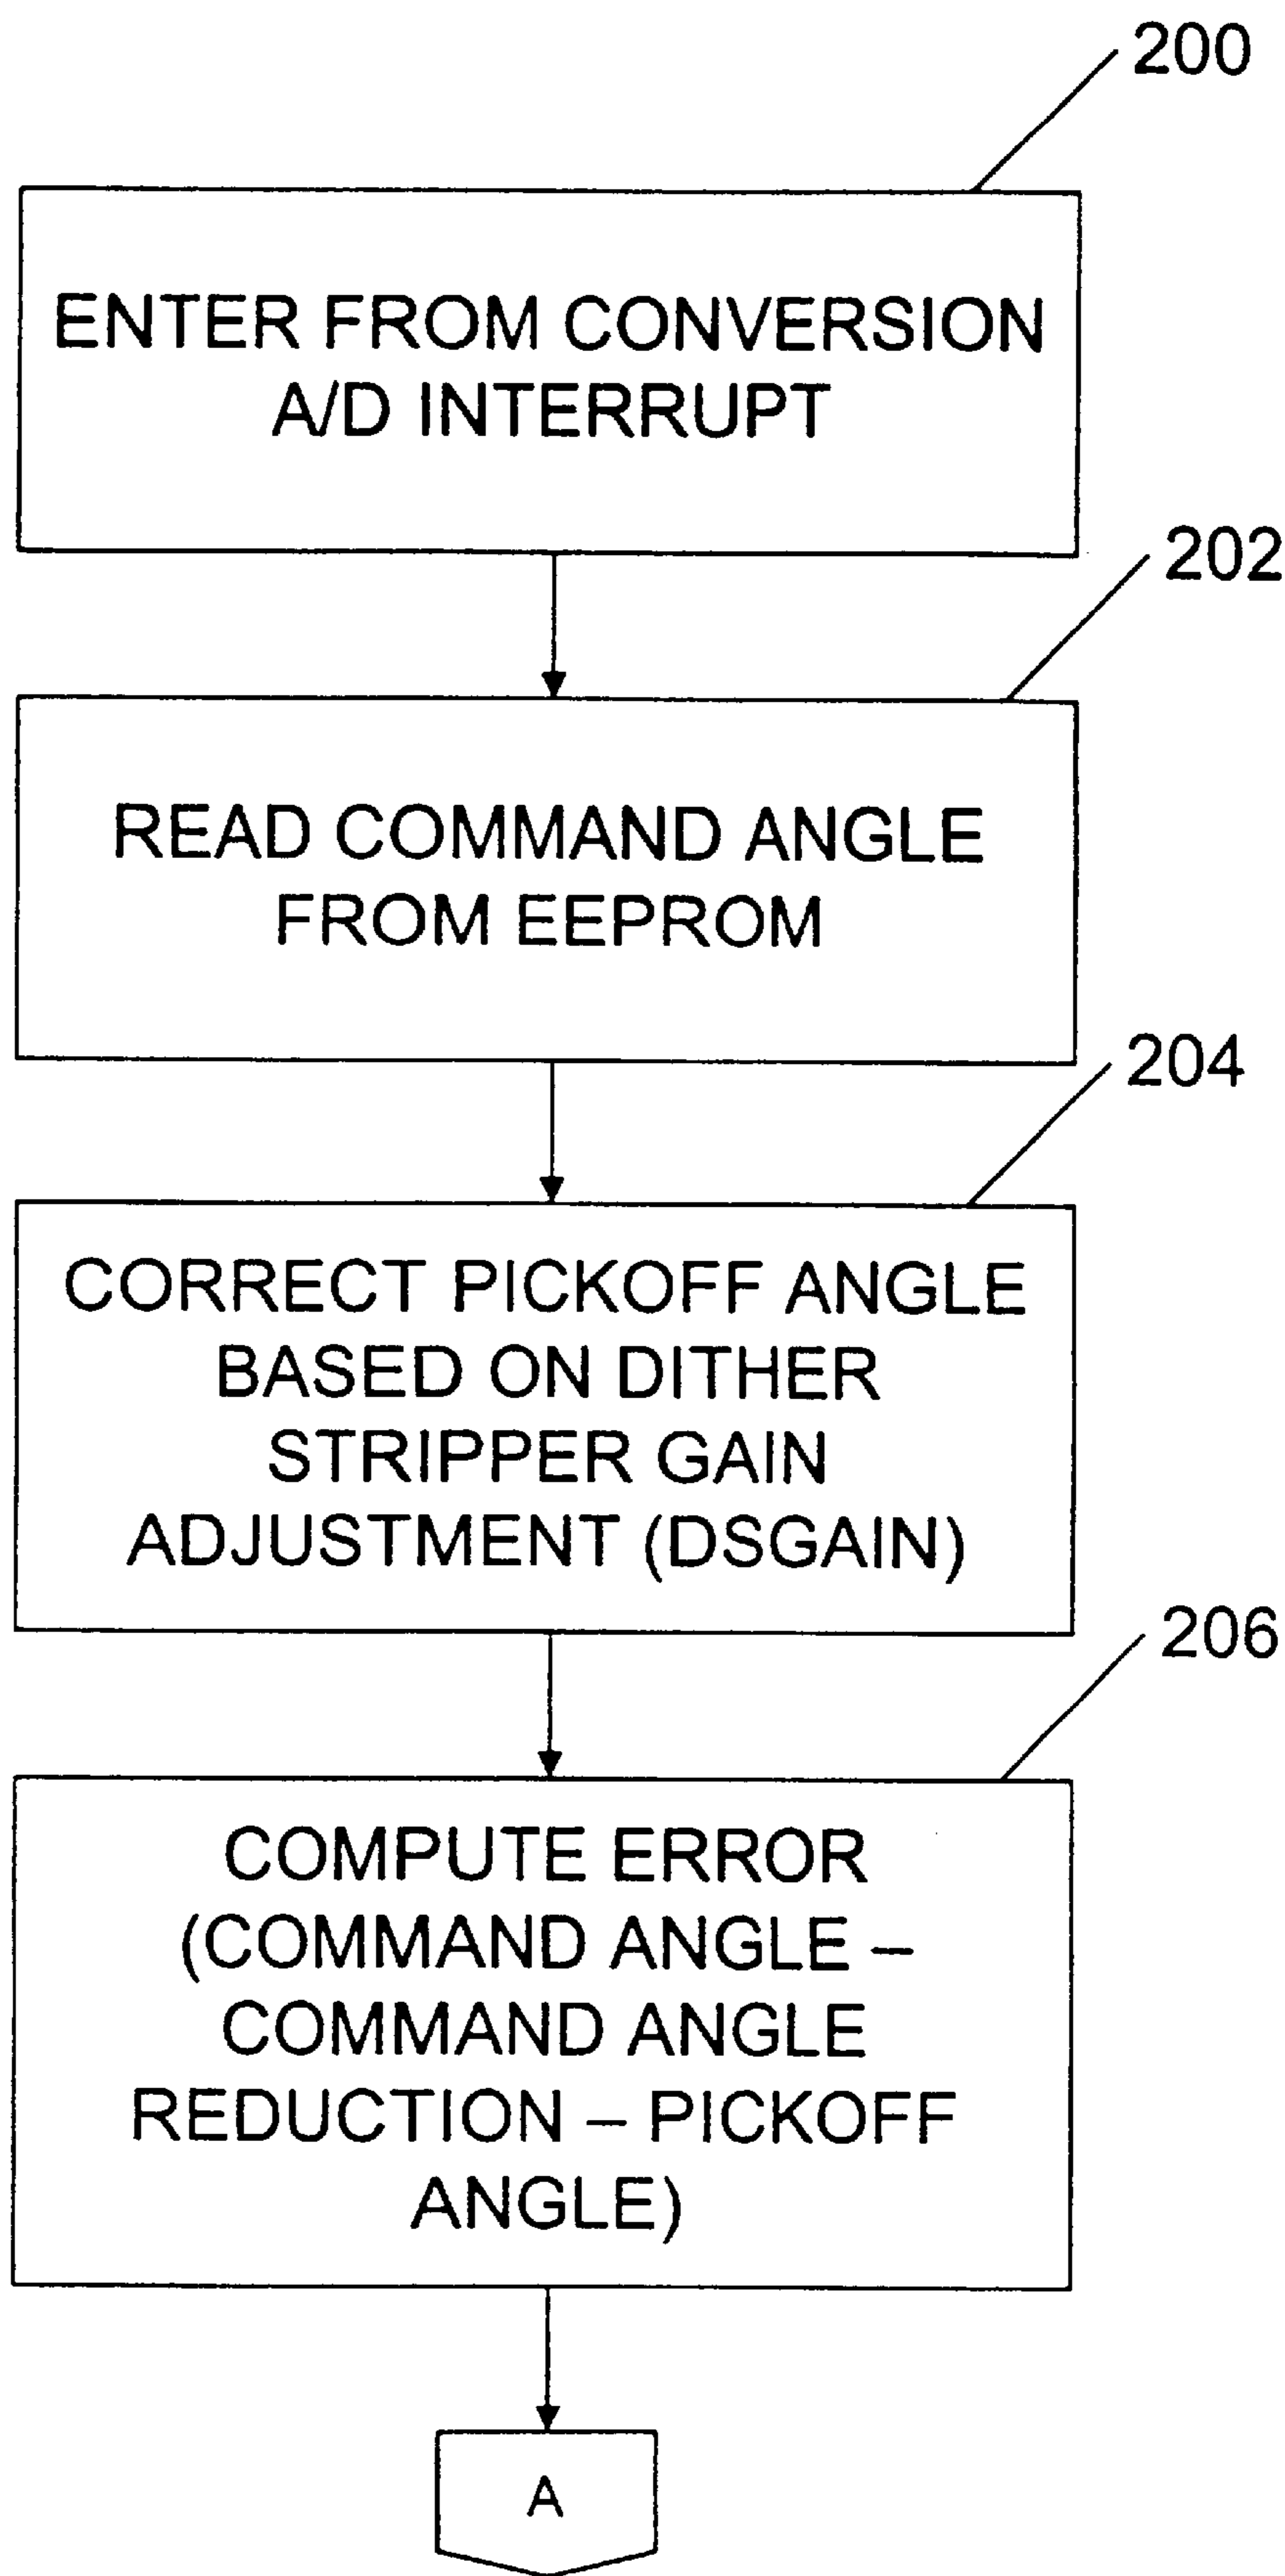 200
ENTER FROM CONVERSION
A/D INTERRUPT
202
READ COMMAND ANGLE
FROM EEPROM
204
CORRECT PICKOFF ANGLE
BASED ON DITHER
STRIPPER GAIN
ADJUSTMENT (DSGAIN)
206
COMPUTE ERROR
(COMMAND ANGLE –
COMMAND ANGLE
REDUCTION – PICKOFF
ANGLE)
A